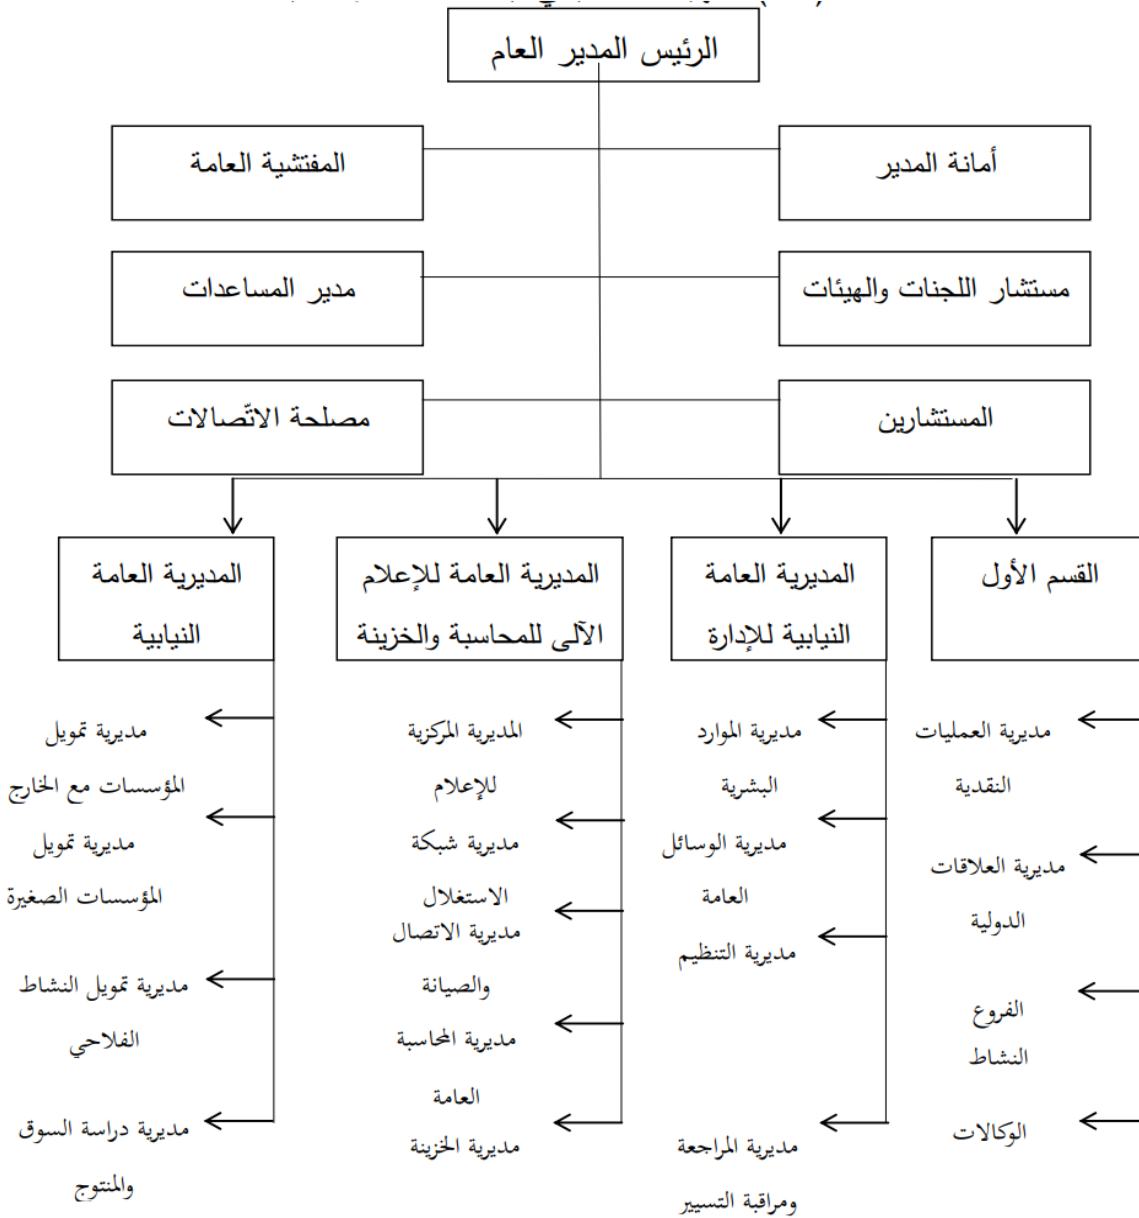 الرئيس المدير العام
أمانة المدير
المفتشية العامة
مستشار اللجنات والهيئات
مدير المساعدات
المستشارين
مصلحة الاتّصالات
القسم الأول
المديرية العامة
النيابية للإدارة
المديرية العامة للإعلام
الآلى للمحاسبة والخزينة
المديرية العامة
النيابية
مديرية العمليات
النقدية
مديرية العلاقات
الدولية
الفروع
النشاط
الوكالات
مديرية الموارد
البشرية
مديرية الوسائل
العامة
مديرية التنظيم
مديرية المراجعة
ومراقبة التسيير
المديرية المركزية
للإعلام
مديرية شبكة
الاستغلال
مديرية الاتصال
والصيانة
مديرية المحاسبة
العامة
مديرية الخزينة
مديرية تمويل
المؤسسات مع الخارج
مديرية تمويل
المؤسسات الصغيرة
مديرية تمويل النشاط
الفلاحي
مديرية دراسة السوق
والمنتوج